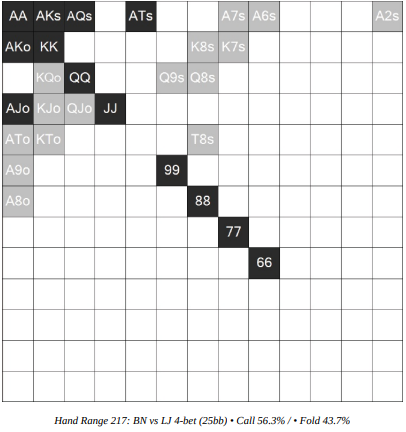 AA AKs AQs ATs A7s A6s A2s
AKo KK K8s K7s
KQo QQ Q9s Q8s
AJo KJo QJo JJ
ATo KTo T8s
A9o 99
A8o 88
77
66
Hand Range 217: BN vs LJ 4-bet (25bb) • Call 56.3% / • Fold 43.7%